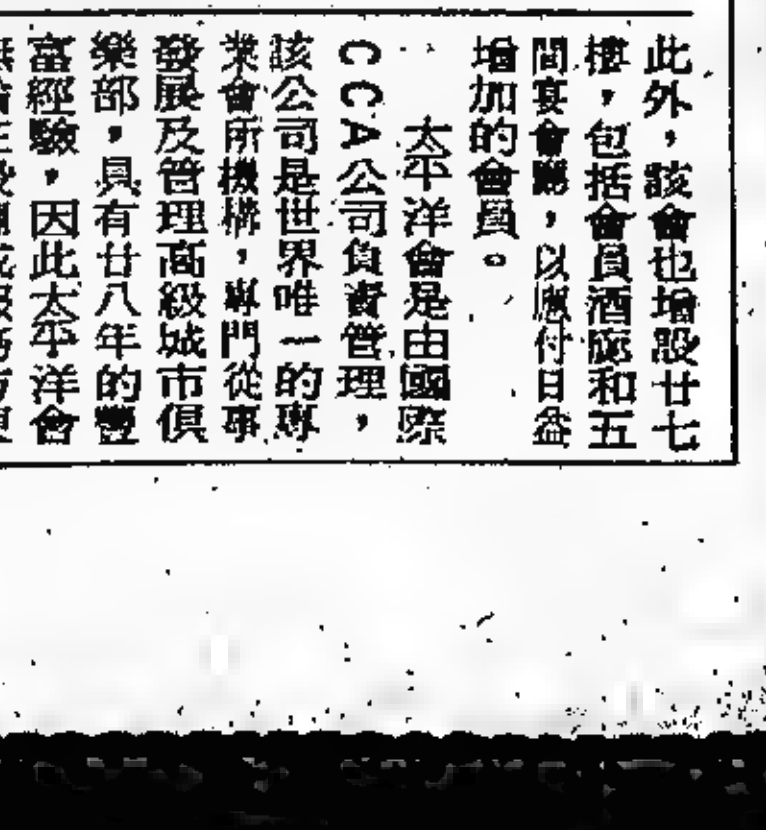 此外，該會也增設廿七
樓，包括會員酒廊和五
間宴會廳，以應付日益
增加的會員。
太平洋會是由國際
CCA公司負責管理，
該公司是世界唯一的專
業會所機構，專門從事
發展及管理高級城市俱
樂部，具有廿八年的豐
富經驗，因此太平洋會